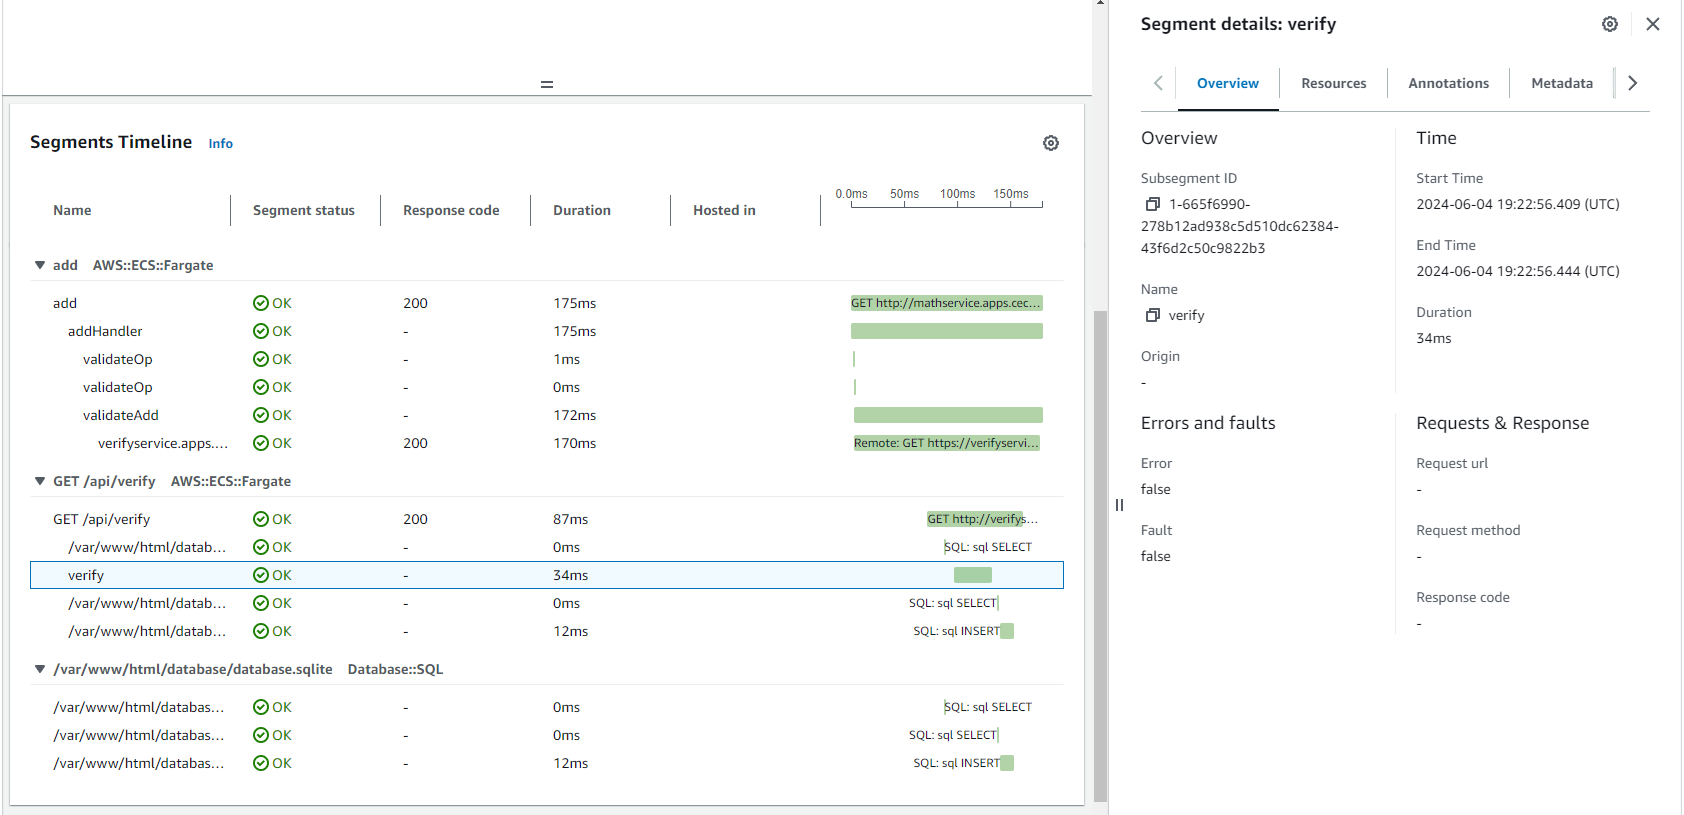 Segments Timeline Info
Name Segment status Response code Duration Hosted in 0.0ms 50ms 100ms 150ms
add AWS::ECS::Fargate
add OK 200 175ms GET http://mathservice.apps.cec...
addHandler OK - 175ms
validateOp OK - 1ms
validateOp OK - 0ms
validateAdd OK - 172ms
verifyservice.apps.... OK 200 170ms Remote: GET https://verifyservi...
GET /api/verify AWS::ECS::Fargate
GET /api/verify OK 200 87ms GET http://verifys...
/var/www/html/datab... OK - 0ms SQL: sql SELECT
verify OK - 34ms
/var/www/html/datab... OK - 0ms SQL: sql SELECT
/var/www/html/datab... OK - 12ms SQL: sql INSERT
/var/www/html/database/database.sqlite Database::SQL
/var/www/html/databas... OK - 0ms SQL: sql SELECT
/var/www/html/databas... OK - 0ms SQL: sql SELECT
/var/www/html/databas... OK - 12ms SQL: sql INSERT
Segment details: verify
Overview Resources Annotations Metadata
Overview
Subsegment ID
1-665f6990-
278b12ad938c5d510dc62384-
43f6d2c50c9822b3
Name
verify
Origin
-
Time
Start Time
2024-06-04 19:22:56.409 (UTC)
End Time
2024-06-04 19:22:56.444 (UTC)
Duration
34ms
Errors and faults
Error
false
Fault
false
Requests & Response
Request url
-
Request method
-
Response code
-